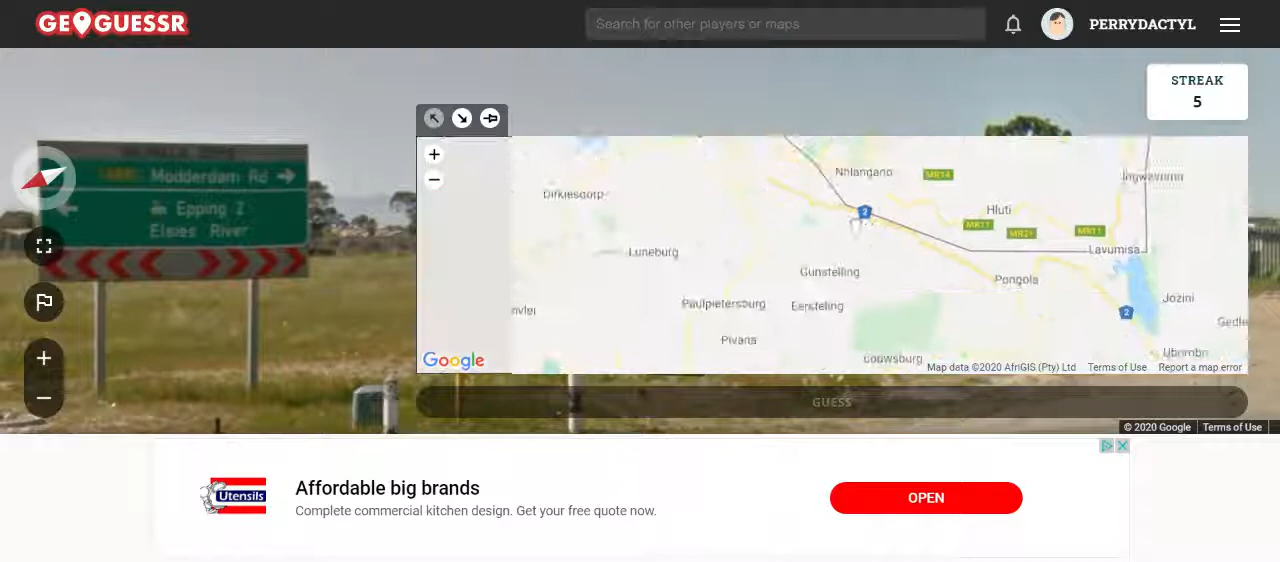 GEOGUESSR
Search for other players or maps
PERRYDACTYL
STREAK
5
Modderdam Rd
Epping 2
Elsies River
Nhlangano
MR14
Ingwavuma
Dirkiesdorp
2
Hluti
MR11
MR21
MR11
Luneburg
Lavumisa
Gunstelling
Pongola
Paulpietersburg
Eensteling
Jozini
2
Pivana
Ubombo
Google
Map data ©2020 AfriGIS (Pty) Ltd
Terms of Use
Report a map error
GUESS
© 2020 Google
Terms of Use
Utensils
Affordable big brands
Complete commercial kitchen design. Get your free quote now.
OPEN